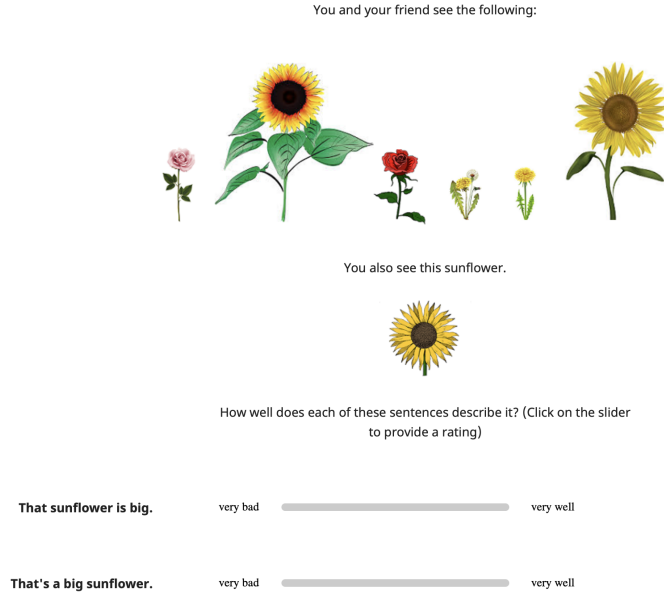 You and your friend see the following:
You also see this sunflower.
How well does each of these sentences describe it? (Click on the slider
to provide a rating)
That sunflower is big. very bad very well
That's a big sunflower. very bad very well